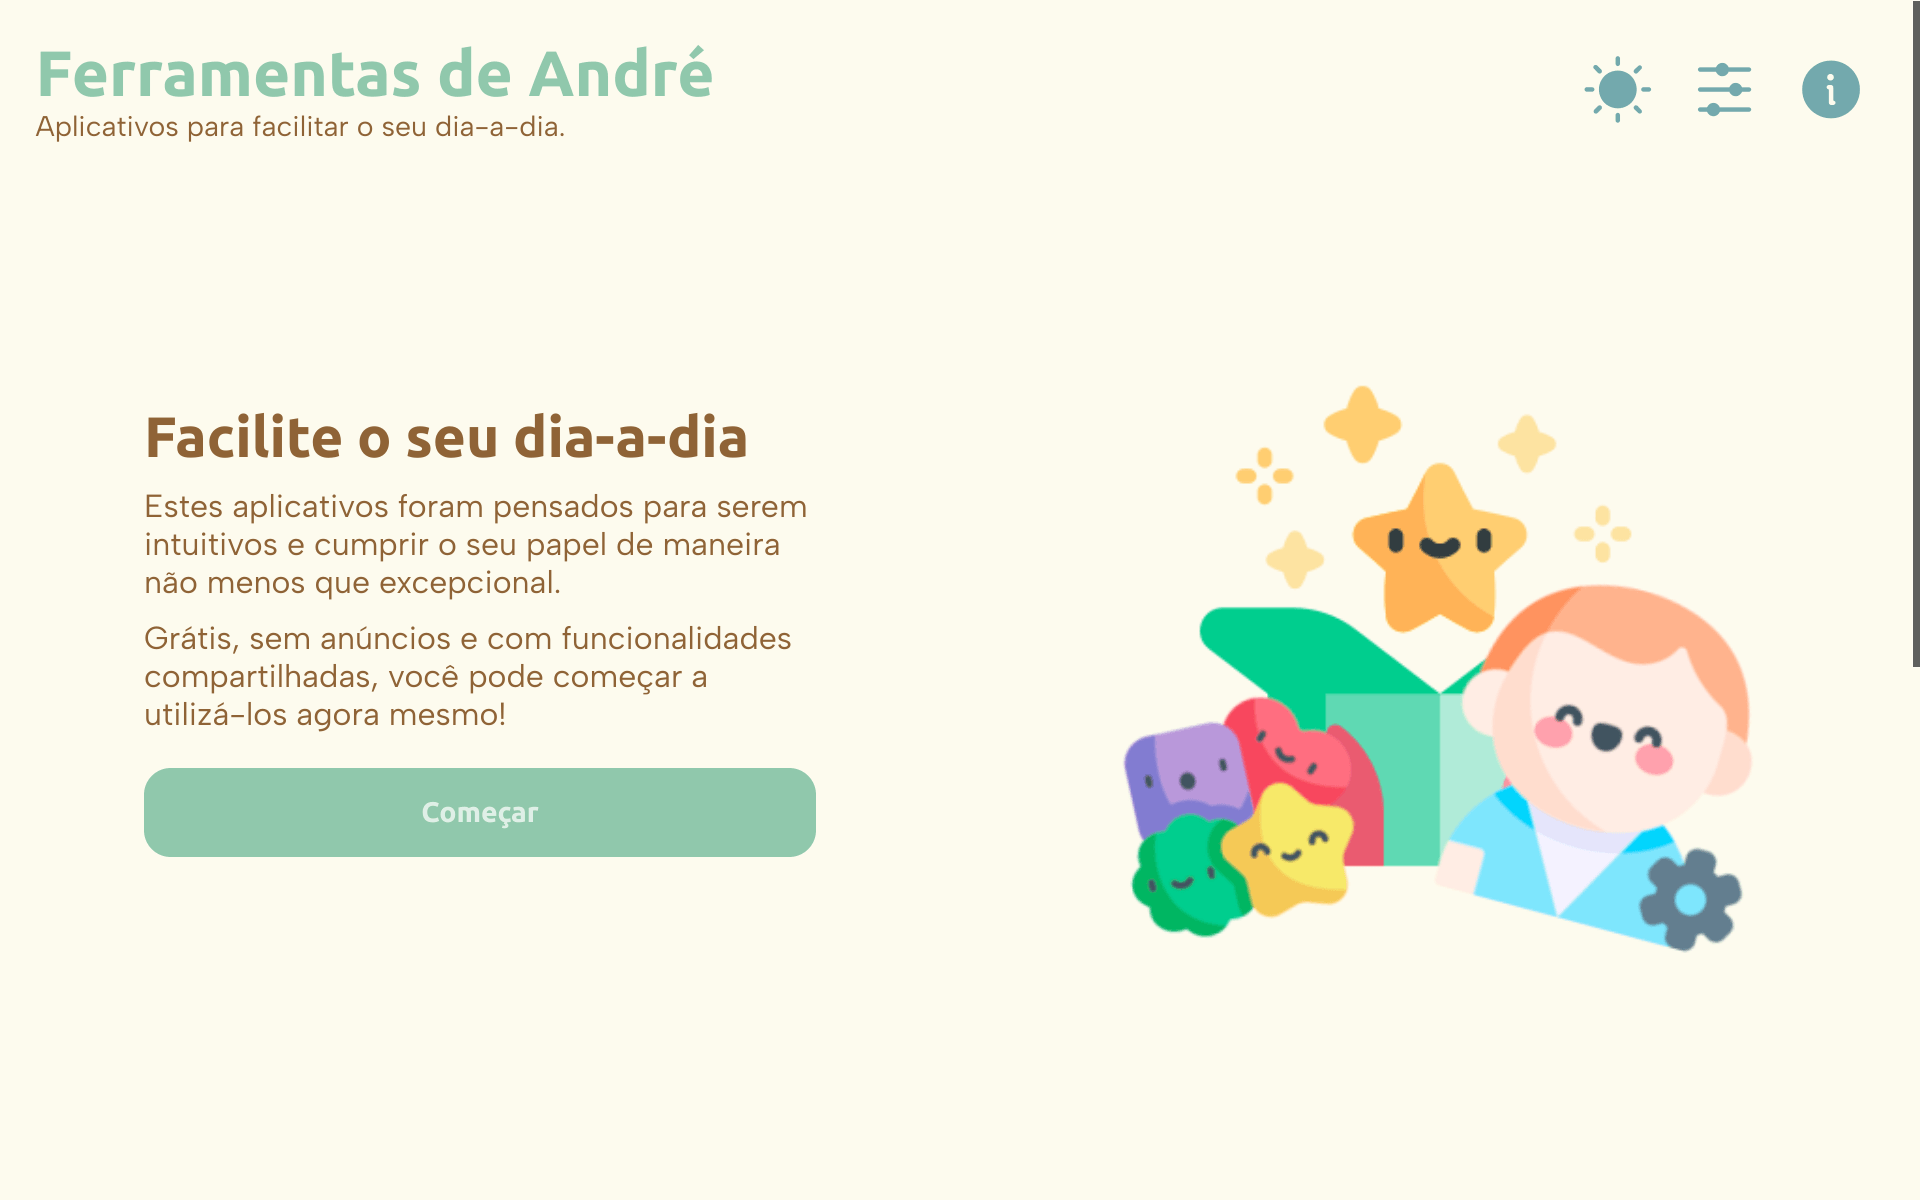 Ferramentas de André
Aplicativos para facilitar o seu dia-a-dia.
Facilite o seu dia-a-dia
Estes aplicativos foram pensados para serem
intuitivos e cumprir o seu papel de maneira
não menos que excepcional.
Grátis, sem anúncios e com funcionalidades
compartilhadas, você pode começar a
utilizá-los agora mesmo!
Começar